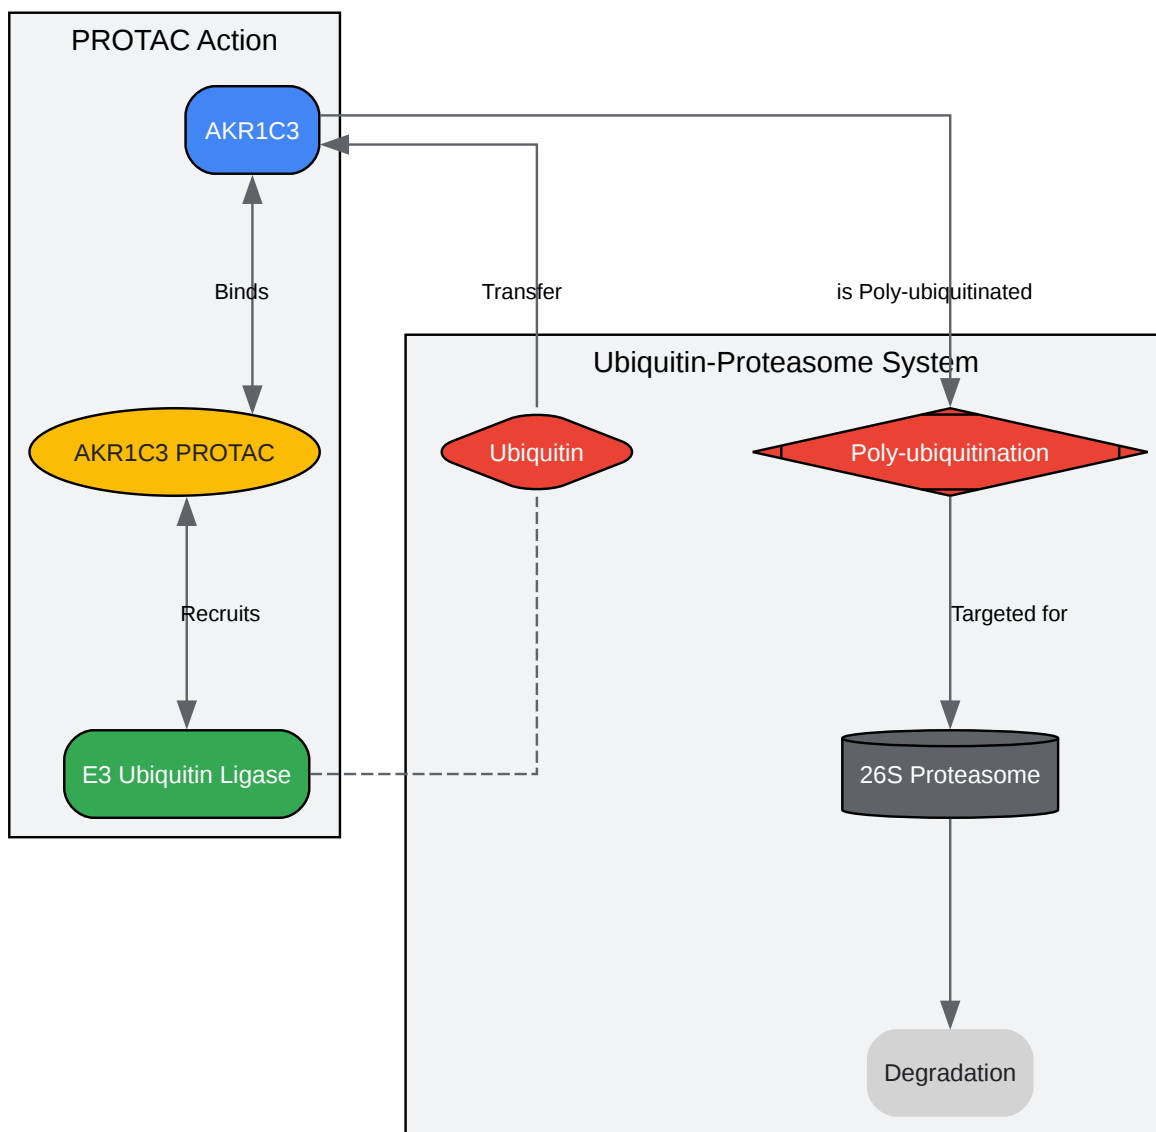 PROTAC Action
AKR1C3
Binds
Transfer
is Poly-ubiquitinated
Ubiquitin-Proteasome System
AKR1C3 PROTAC
Ubiquitin
Poly-ubiquitination
Recruits
Targeted for
E3 Ubiquitin Ligase
26S Proteasome
Degradation